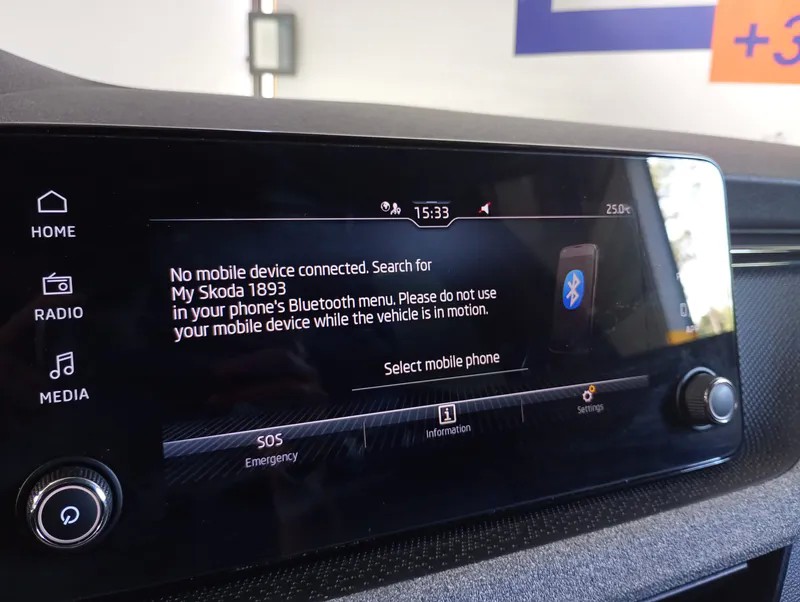 +3
15:33
25.0°C
HOME
RADIO
MEDIA
No mobile device connected. Search for
My Skoda 1893
in your phone's Bluetooth menu. Please do not use
your mobile device while the vehicle is in motion.
Select mobile phone
SOS
Emergency
Information
Settings